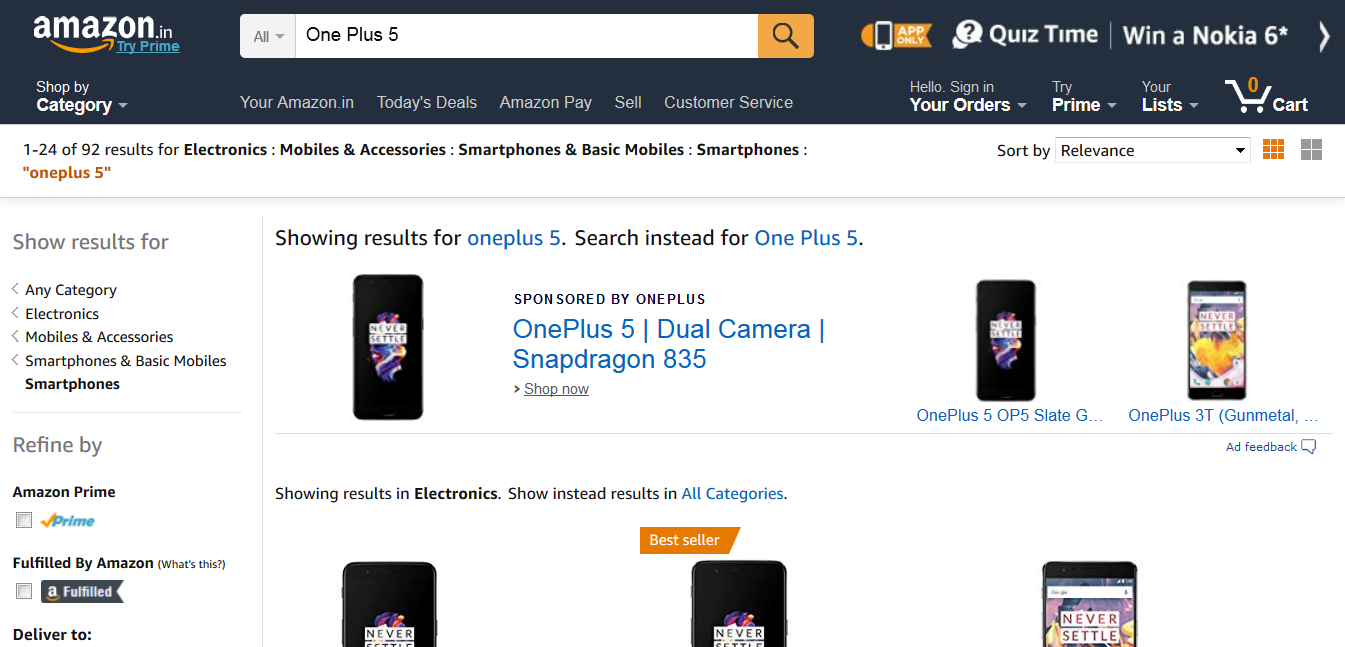 amazon.in
Try Prime
All
One Plus 5
APP ONLY
Quiz Time
Win a Nokia 6*
Shop by
Category
Your Amazon.in
Today's Deals
Amazon Pay
Sell
Customer Service
Hello. Sign in
Your Orders
Try
Prime
Your
Lists
0
Cart
1-24 of 92 results for Electronics : Mobiles & Accessories : Smartphones & Basic Mobiles : Smartphones :
"oneplus 5"
Sort by
Relevance
Show results for
Any Category
Electronics
Mobiles & Accessories
Smartphones & Basic Mobiles
Smartphones
Refine by
Amazon Prime
Prime
Fulfilled By Amazon (What's this?)
a Fulfilled
Deliver to:
Showing results for oneplus 5. Search instead for One Plus 5.
NEVER
SETTLE
SPONSORED BY ONEPLUS
OnePlus 5 | Dual Camera |
Snapdragon 835
Shop now
NEVER
SETTLE
OnePlus 5 OP5 Slate G...
NEVER
SETTLE
OnePlus 3T (Gunmetal, ...
Ad feedback
Showing results in Electronics. Show instead results in All Categories.
NEVER
SETTLE
Best seller
NEVER
SETTLE
Google
NEVER
SETTLE